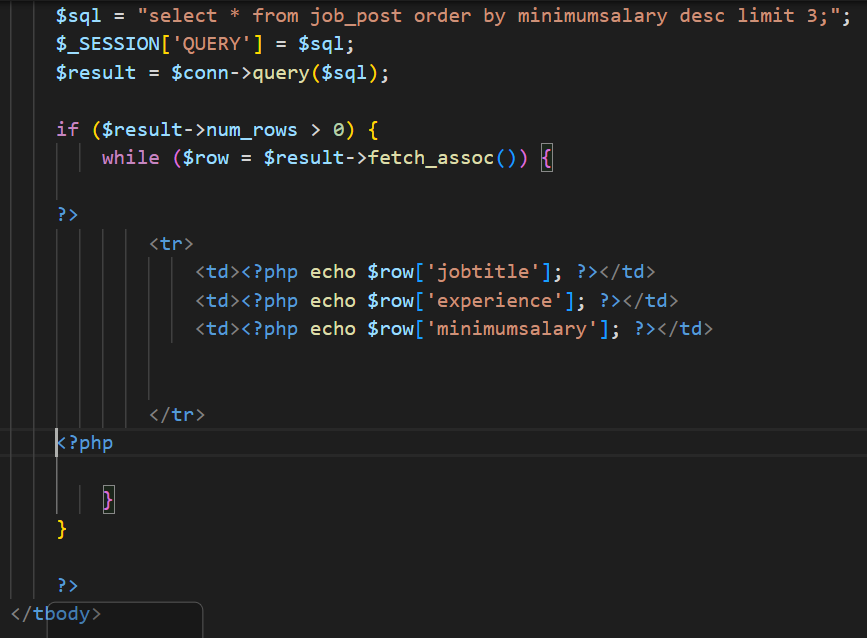 $sql = "select * from job_post order by minimumsalary desc limit 3;";
$_SESSION['QUERY'] = $sql;
$result = $conn->query($sql);
if ($result->num_rows > 0) {
while ($row = $result->fetch_assoc()) {
?>
<tr>
<td><?php echo $row['jobtitle']; ?></td>
<td><?php echo $row['experience']; ?></td>
<td><?php echo $row['minimumsalary']; ?></td>
</tr>
<?php
}
}
?>
</tbody>